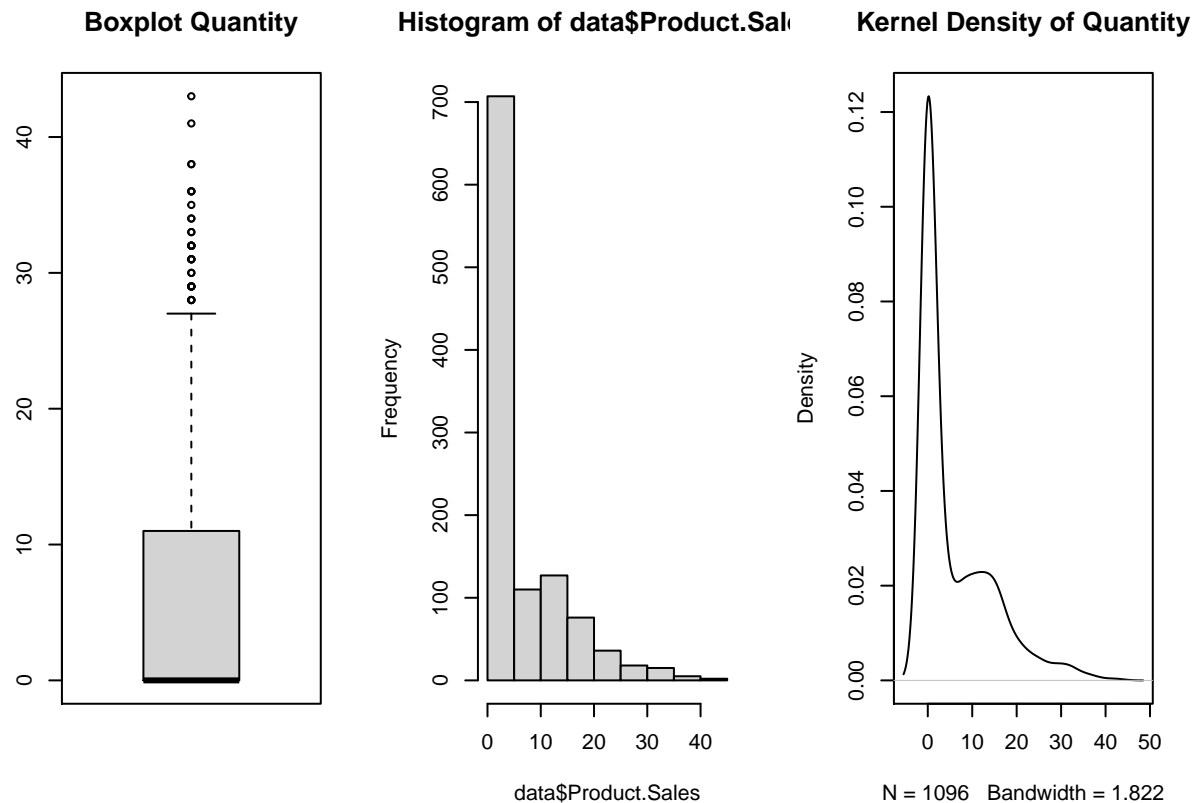 Boxplot Quantity
0
10
20
30
40
Histogram of data$Product.Sal
Frequency
0
100
200
300
400
500
600
700
0 10 20 30 40
data$Product.Sales
Kernel Density of Quantity
Density
0.00
0.02
0.04
0.06
0.08
0.10
0.12
0 10 20 30 40 50
N = 1096 Bandwidth = 1.822